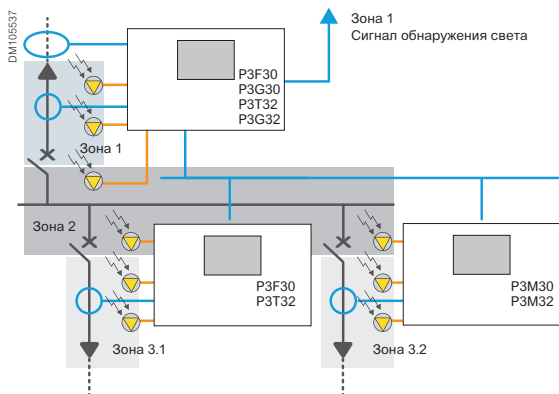 DM105537
Зона 1
Сигнал обнаружения света
P3F30
P3G30
P3T32
P3G32
Зона 1
Зона 2
P3F30
P3T32
P3M30
P3M32
Зона 3.1
Зона 3.2